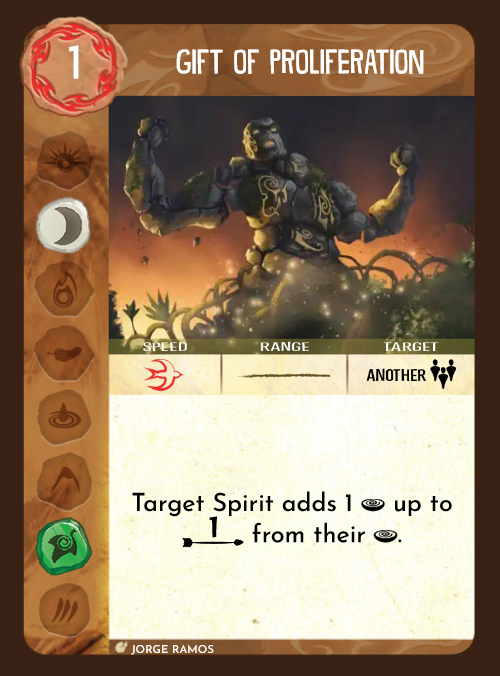 1
GIFT OF PROLIFERATION
SPEED RANGE TARGET
ANOTHER
Target Spirit adds 1 up to
1 from their .
JORGE RAMOS